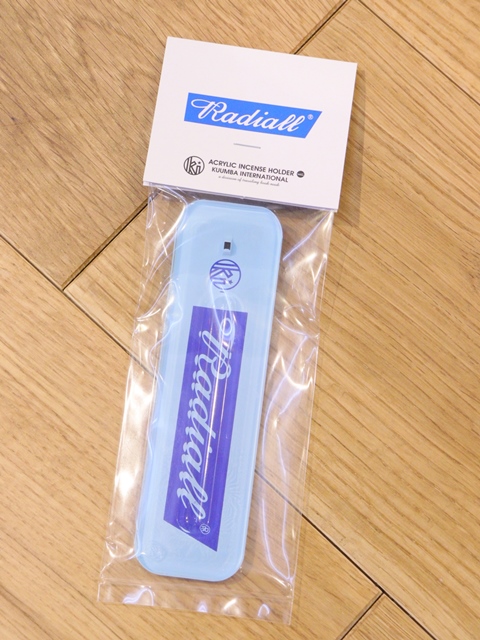 Radiall®
ACRYLIC INCENSE HOLDER
KUUMBA INTERNATIONAL
Radiall®